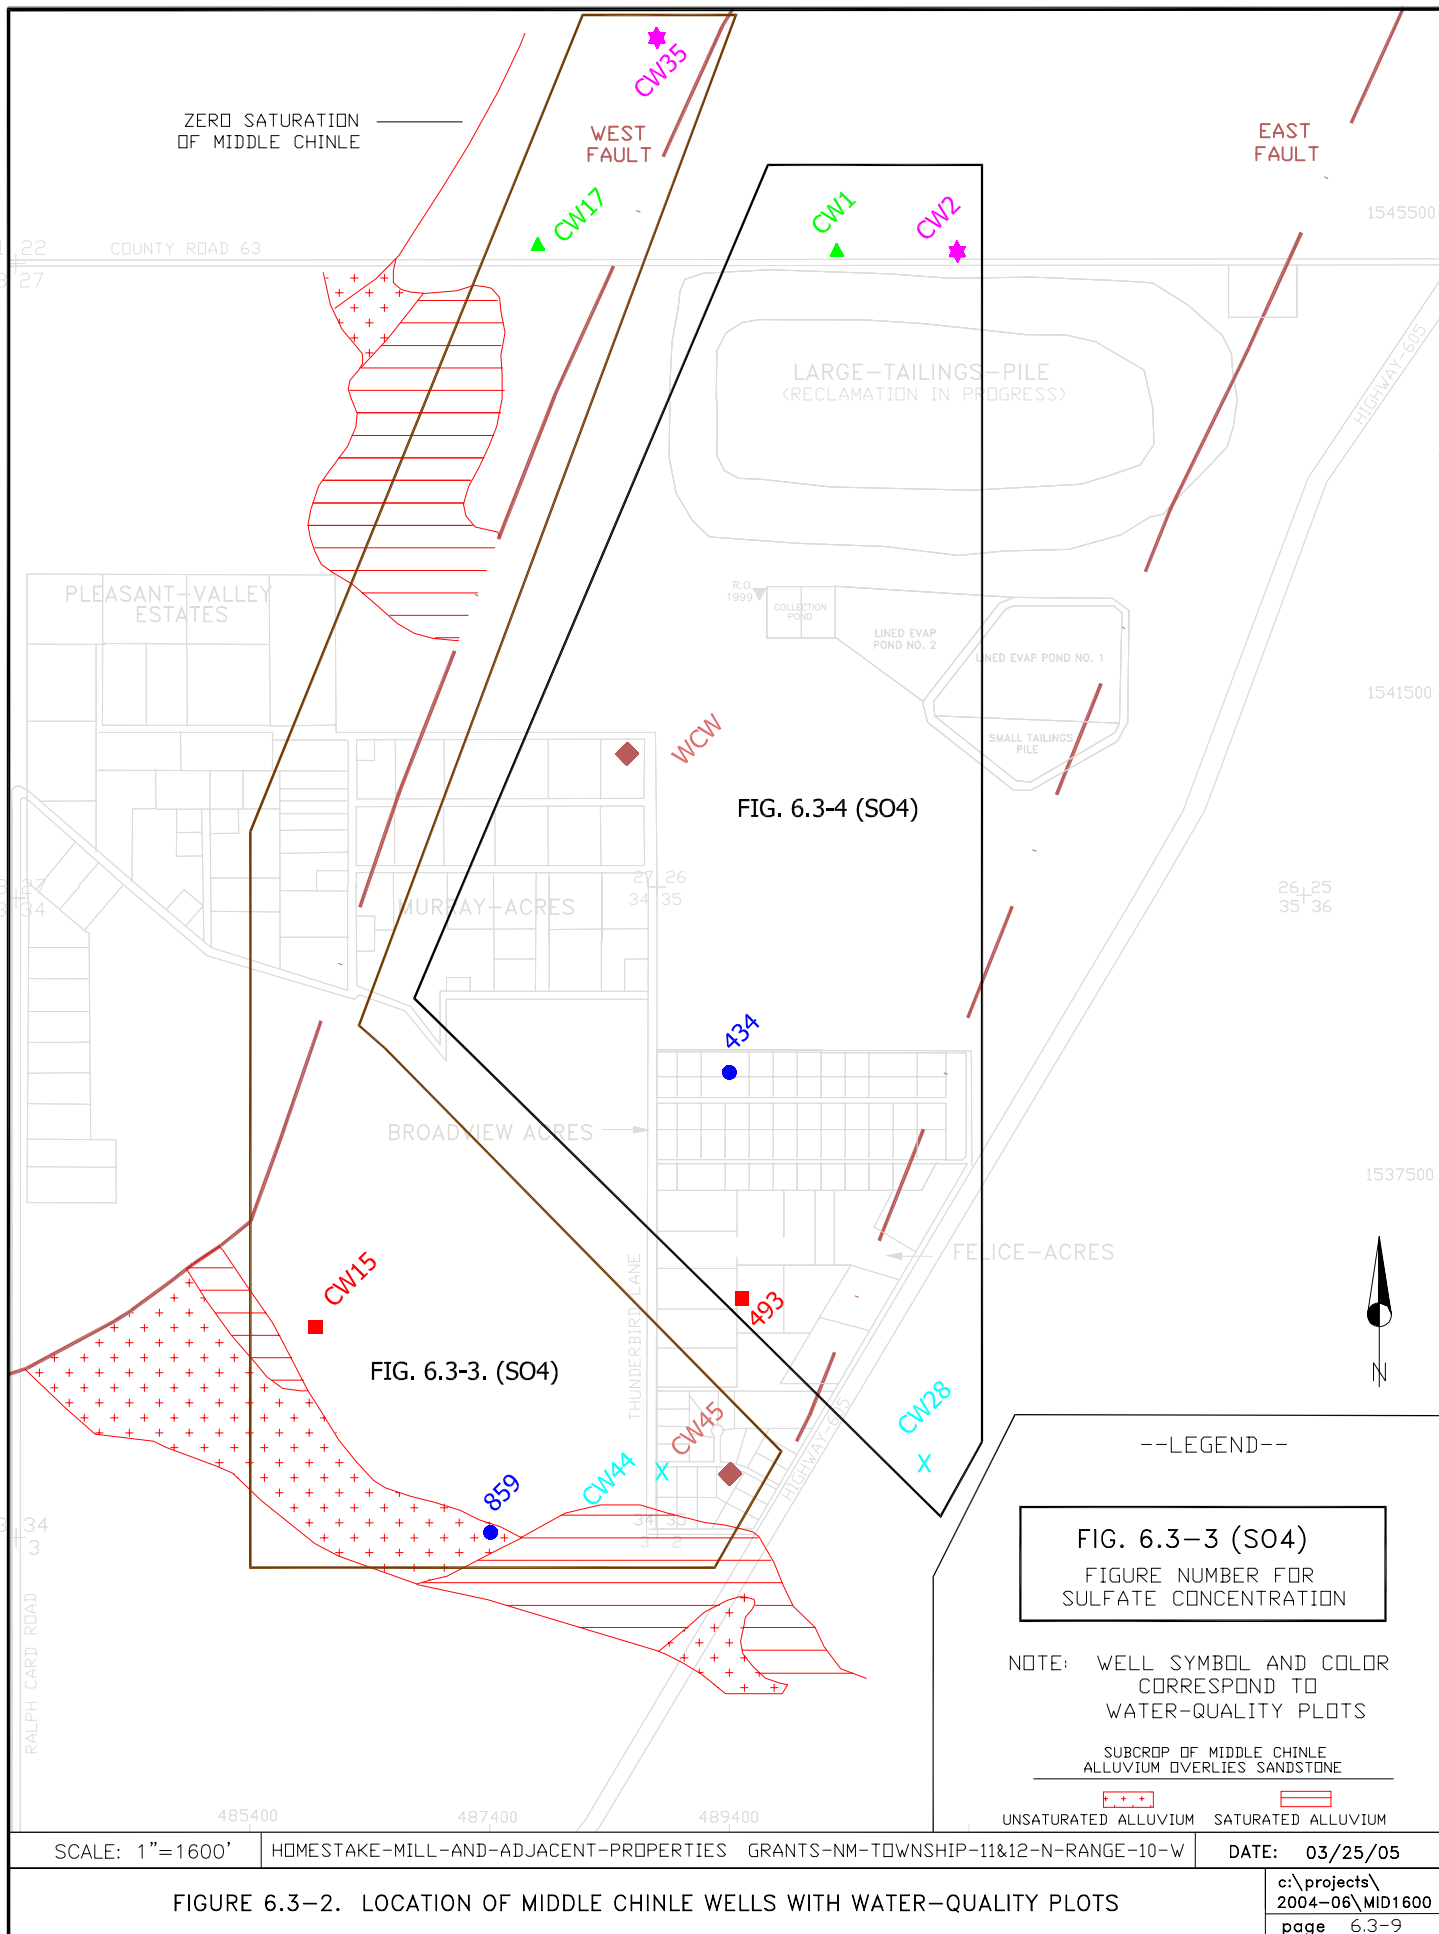 CW35
ZERO SATURATION
OF MIDDLE CHINLE
WEST
FAULT
EAST
FAULT
CW17
CW1
CW2
1545500
22
27
COUNTY ROAD 63
LARGE-TAILINGS-PILE
(RECLAMATION IN PROGRESS)
HIGHWAY-605
PLEASANT-VALLEY
ESTATES
R.O.
1999
COLLECTION
POND
LINED EVAP
POND NO. 2
LINED EVAP POND NO. 1
1541500
SMALL TAILINGS
PILE
WCW
FIG. 6.3-4 (SO4)
27 26
34 35
26 25
35 36
27
34
MURRAY-ACRES
434
BROADVIEW ACRES
1537500
FELICE-ACRES
CW15
493
THUNDERBIRD LANE
FIG. 6.3-3. (SO4)
CW28
CW45
CW44
X
X
HIGHWAY-605
859
34
3
34 35
3 2
N
RALPH CARD ROAD
485400
487400
489400
--LEGEND--
FIG. 6.3-3 (SO4)
FIGURE NUMBER FOR
SULFATE CONCENTRATION
NOTE: WELL SYMBOL AND COLOR
CORRESPOND TO
WATER-QUALITY PLOTS
SUBCROP OF MIDDLE CHINLE
ALLUVIUM OVERLIES SANDSTONE
UNSATURATED ALLUVIUM SATURATED ALLUVIUM
SCALE: 1"=1600'
HOMESTAKE-MILL-AND-ADJACENT-PROPERTIES GRANTS-NM-TOWNSHIP-11&12-N-RANGE-10-W
DATE: 03/25/05
FIGURE 6.3-2. LOCATION OF MIDDLE CHINLE WELLS WITH WATER-QUALITY PLOTS
c:\projects\
2004-06\MID1600
page 6.3-9